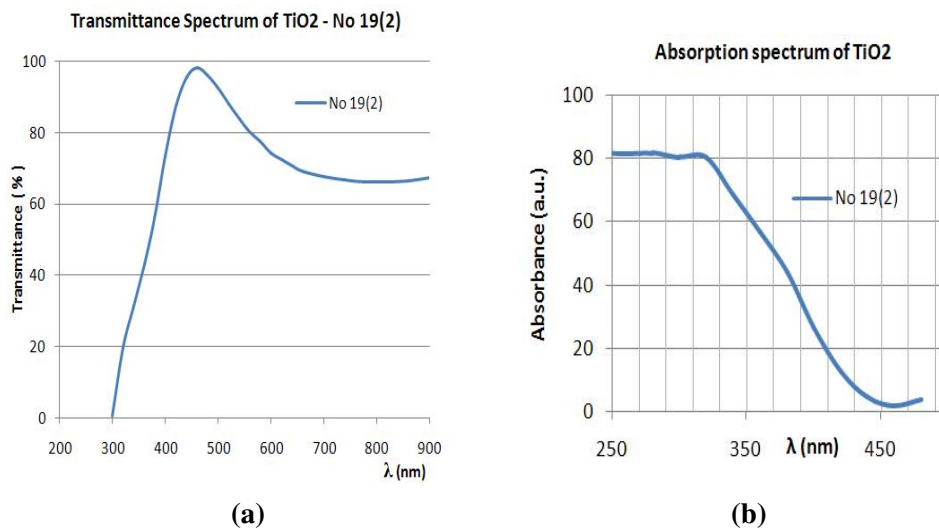 Transmittance Spectrum of TiO2 - No 19(2)
100
80
60
40
20
0
Transmittance (%)
No 19(2)
200 300 400 500 600 700 800 900
λ (nm)
(a)
Absorption spectrum of TiO2
100
80
60
40
20
0
Absorbance (a.u.)
No 19(2)
250 350 λ (nm) 450
(b)